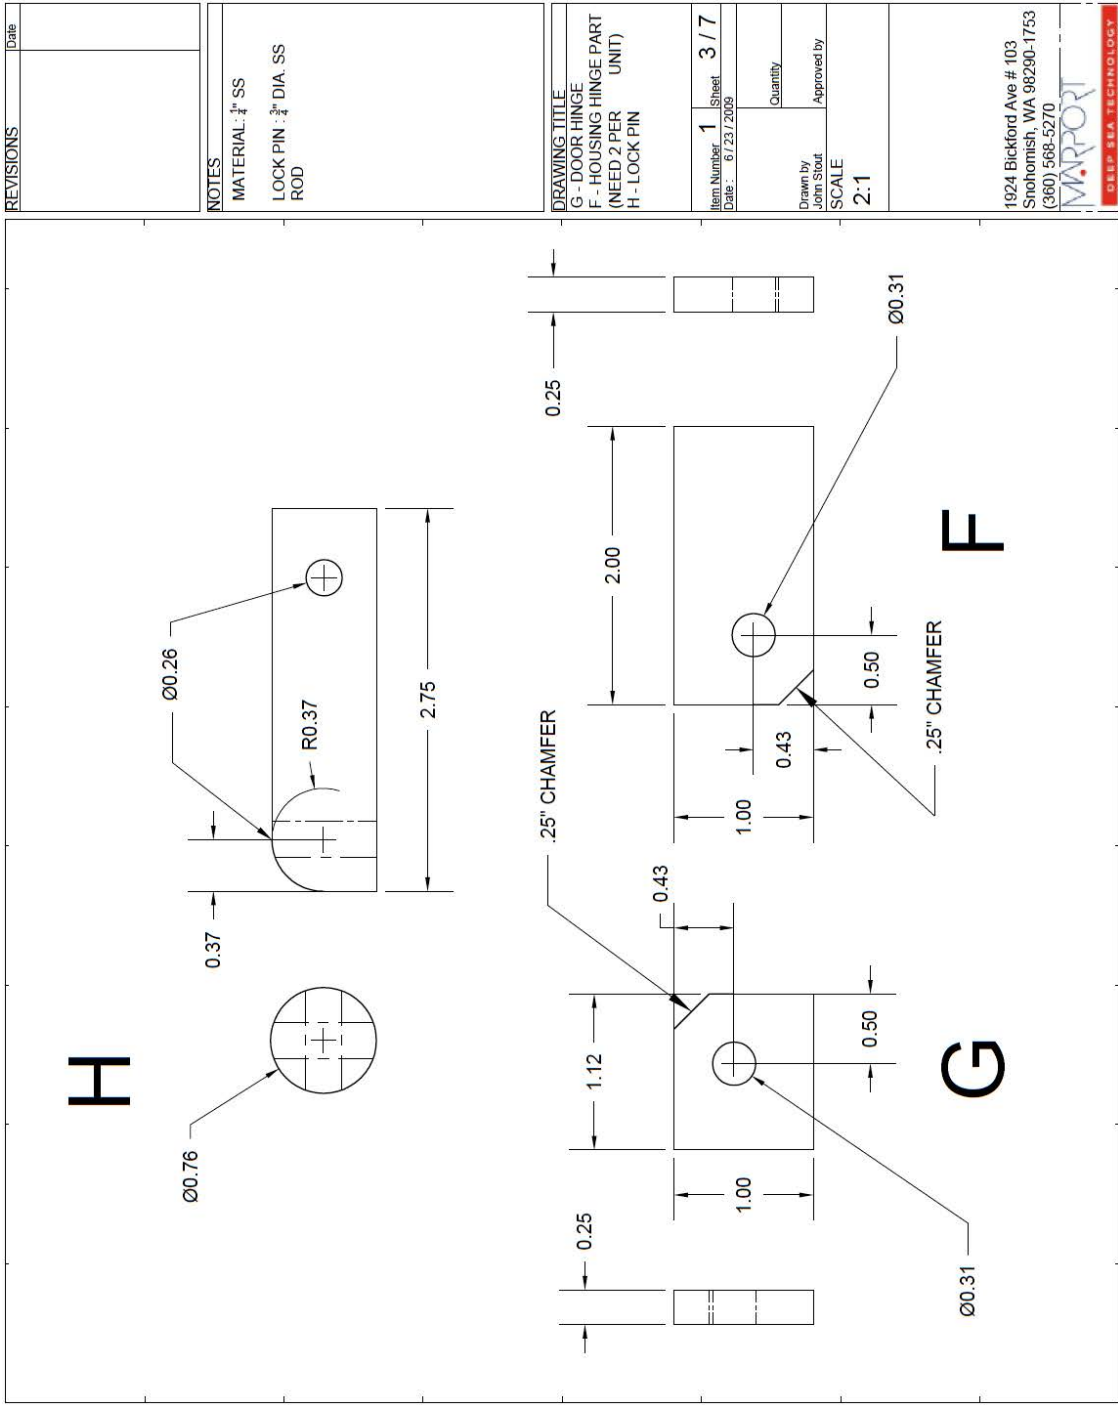 REVISIONS
Date
NOTES
MATERIAL: 1/4" SS
LOCK PIN : 3/4" DIA. SS
ROD
DRAWING TITLE
G - DOOR HINGE
F - HOUSING HINGE PART
(NEED 2 PER UNIT)
H - LOCK PIN
Item Number 1
Sheet 3 / 7
Date : 6 / 23 / 2009
Quantity
Drawn by
John Stout
Approved by
SCALE
2:1
1924 Bickford Ave # 103
Snohomish, WA 98290-1753
(360) 568-5270
MARPORT
DEEP SEA TECHNOLOGY
H
Ø0.76
0.37
Ø0.26
R0.37
2.75
0.25
1.00
1.12
.25" CHAMFER
0.43
0.50
Ø0.31
G
1.00
0.43
2.00
0.25
0.50
.25" CHAMFER
Ø0.31
F